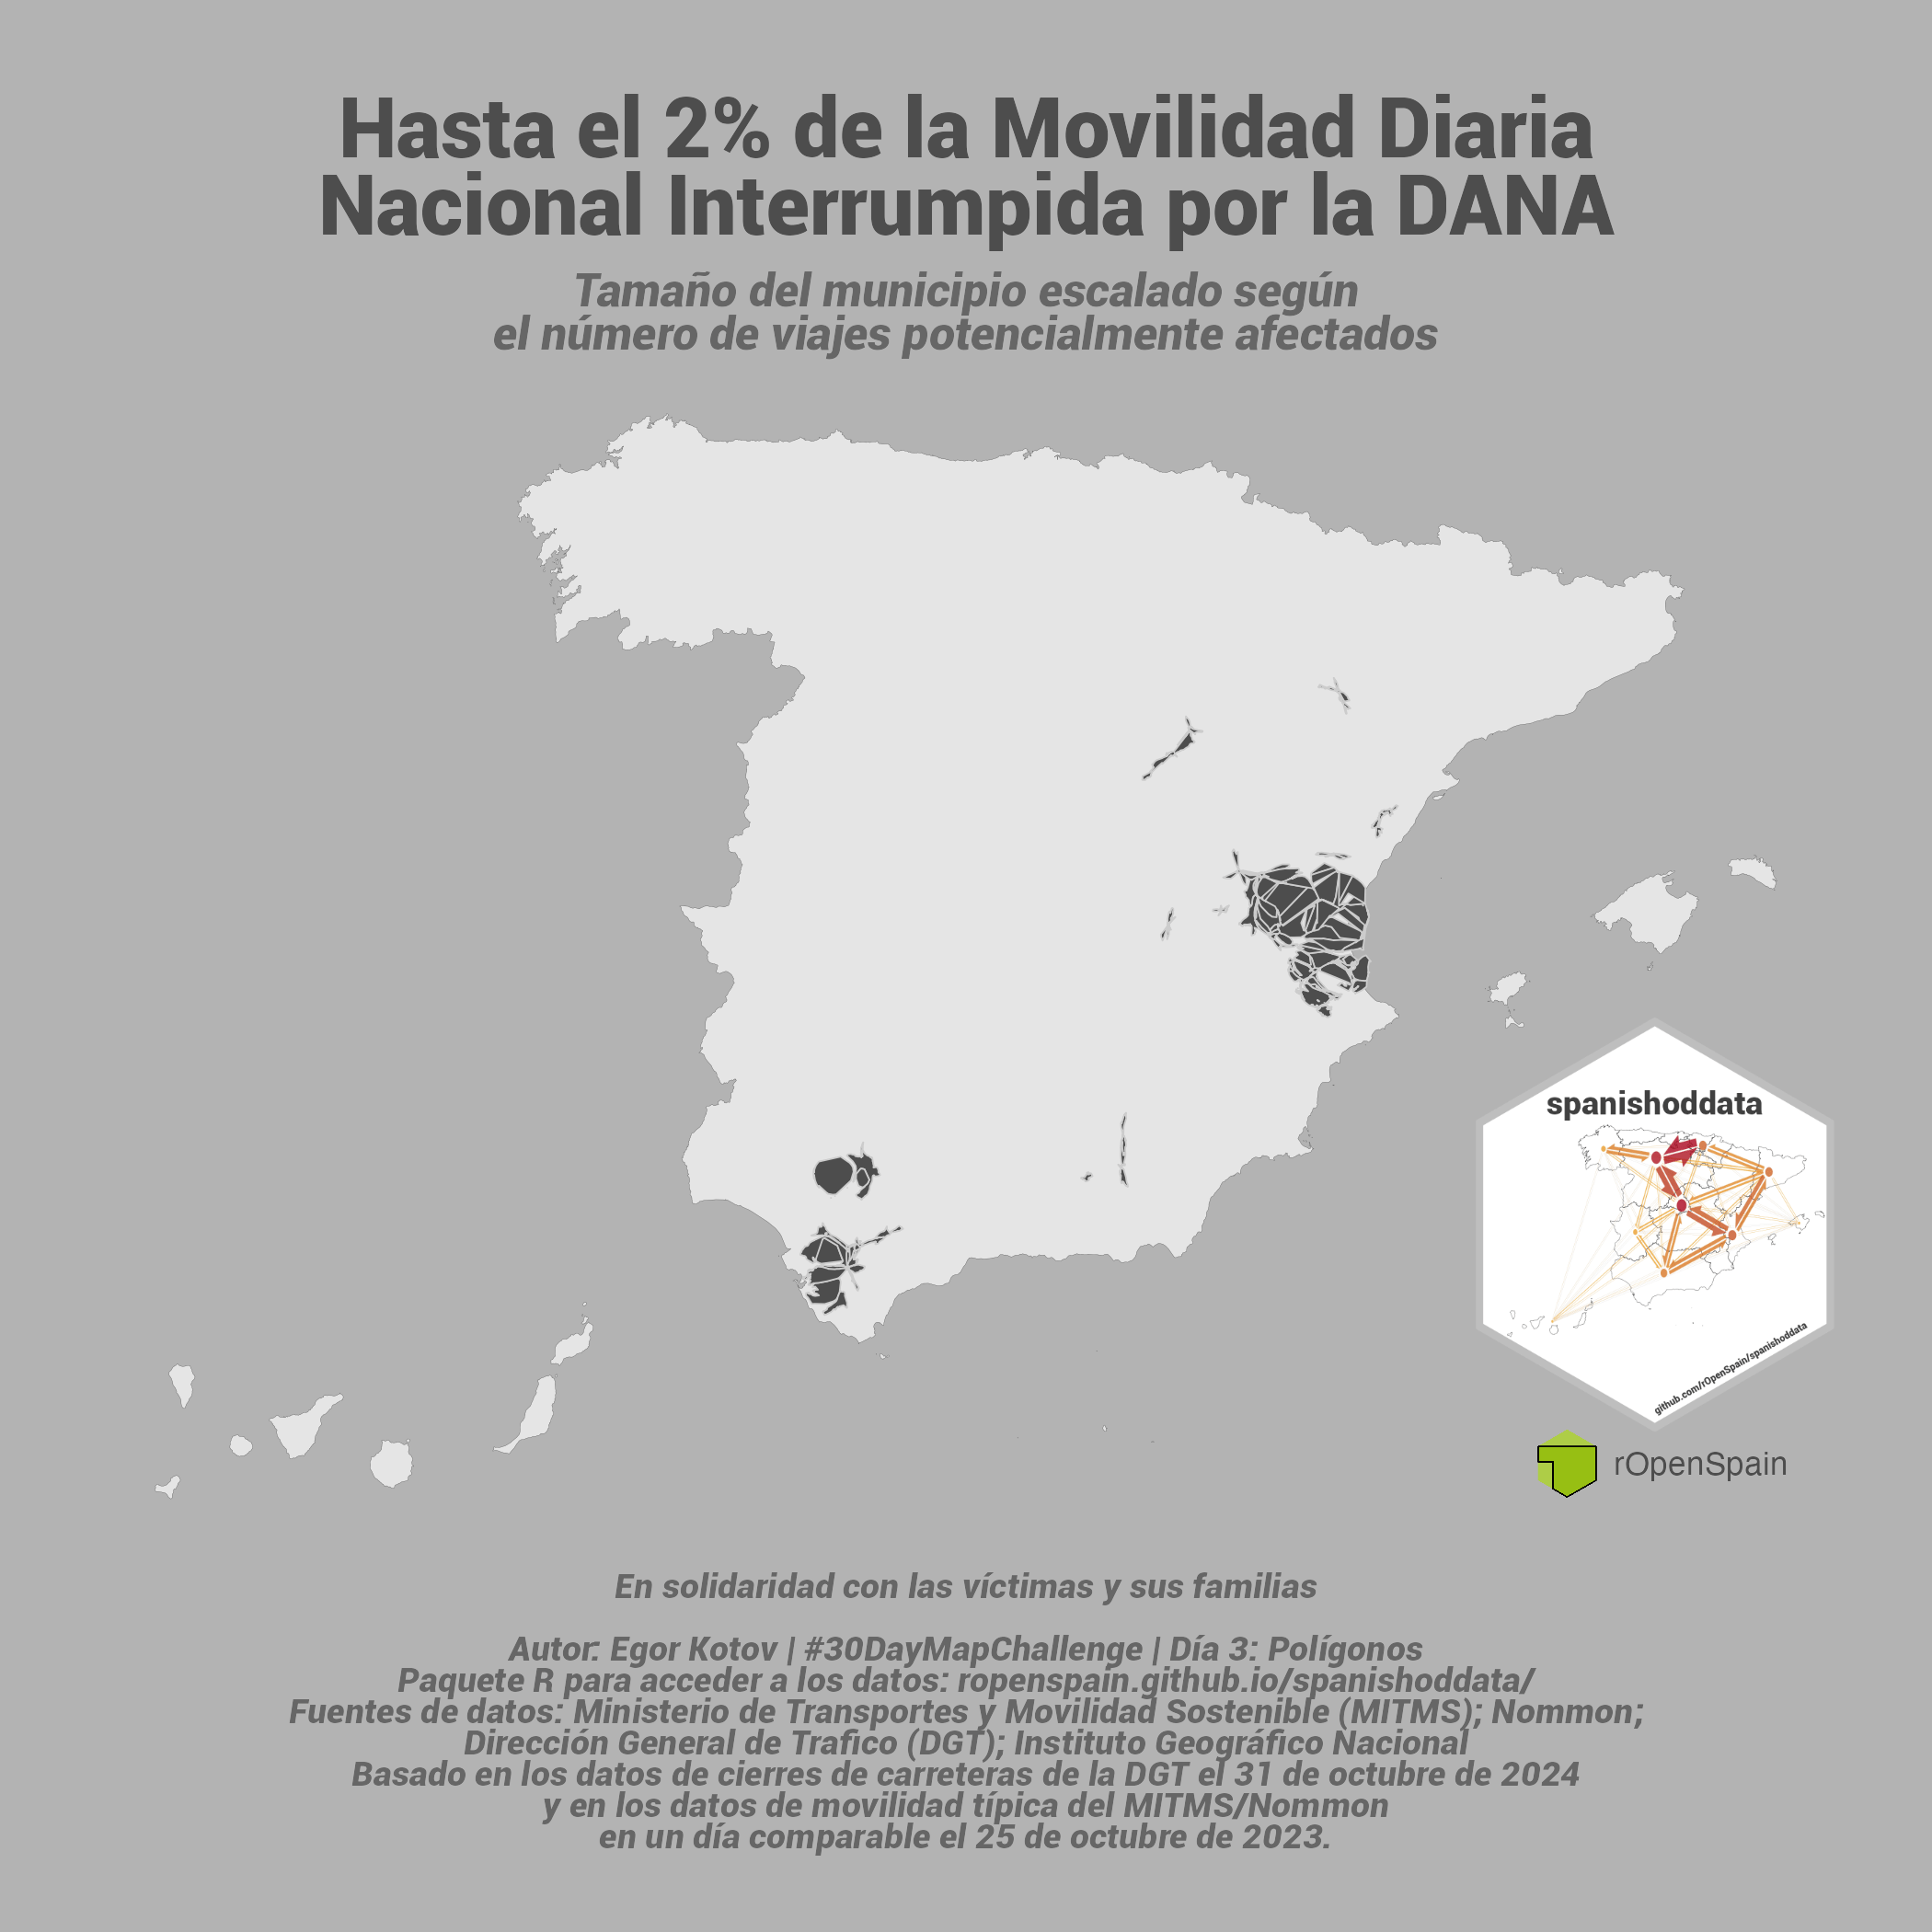 Hasta el 2% de la Movilidad Diaria
Nacional Interrumpida por la DANA
Tamaño del municipio escalado según
el número de viajes potencialmente afectados
spanishoddata
github.com/rOpenSpain/spanishoddata
rOpenSpain
En solidaridad con las víctimas y sus familias
Autor: Egor Kotov | #30DayMapChallenge | Día 3: Polígonos
Paquete R para acceder a los datos: ropenspain.github.io/spanishoddata/
Fuentes de datos: Ministerio de Transportes y Movilidad Sostenible (MITMS); Nommon;
Dirección General de Trafico (DGT); Instituto Geográfico Nacional
Basado en los datos de cierres de carreteras de la DGT el 31 de octubre de 2024
y en los datos de movilidad típica del MITMS/Nommon
en un día comparable el 25 de octubre de 2023.